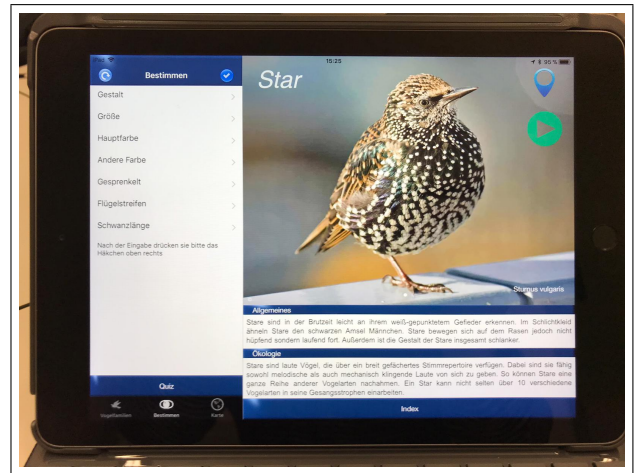 iPad
15:25
95 %
Bestimmen
Gestalt
Größe
Hauptfarbe
Andere Farbe
Gesprenkelt
Flügelstreifen
Schwanzlänge
Nach der Eingabe drücken sie bitte das
Häkchen oben rechts
Quiz
Vogelfamilien
Bestimmen
Karte
Star
Sturnus vulgaris
Allgemeines
Stare sind in der Brutzeit leicht an ihrem weiß-gepunktetem Gefieder erkennen. Im Schlichtkleid
ähneln Stare den schwarzen Amsel Männchen. Stare bewegen sich auf dem Rasen jedoch nicht
hüpfend sondern laufend fort. Außerdem ist die Gestalt der Stare insgesamt schlanker.
Ökologie
Stare sind laute Vögel, die über ein breit gefächertes Stimmrepertoire verfügen. Dabei sind sie fähig
sowohl melodische als auch mechanisch klingende Laute von sich zu geben. So können Stare eine
ganze Reihe anderer Vogelarten nachahmen. Ein Star kann nicht selten über 10 verschiedene
Vogelarten in seine Gesangsstrophen einarbeiten.
Index